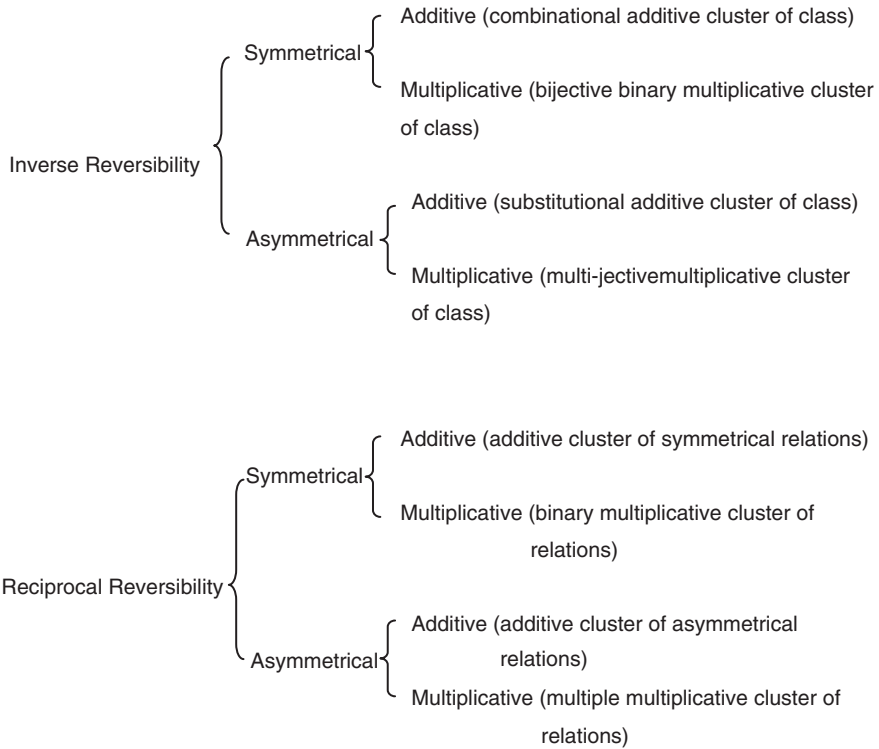 Additive (combinational additive cluster of class)
Symmetrical
Multiplicative (bijective binary multiplicative cluster
of class)
Inverse Reversibility
Additive (substitutional additive cluster of class)
Asymmetrical
Multiplicative (multi-jectivemultiplicative cluster
of class)
Additive (additive cluster of symmetrical relations)
Symmetrical
Multiplicative (binary multiplicative cluster of
relations)
Reciprocal Reversibility
Additive (additive cluster of asymmetrical
relations)
Asymmetrical
Multiplicative (multiple multiplicative cluster of
relations)